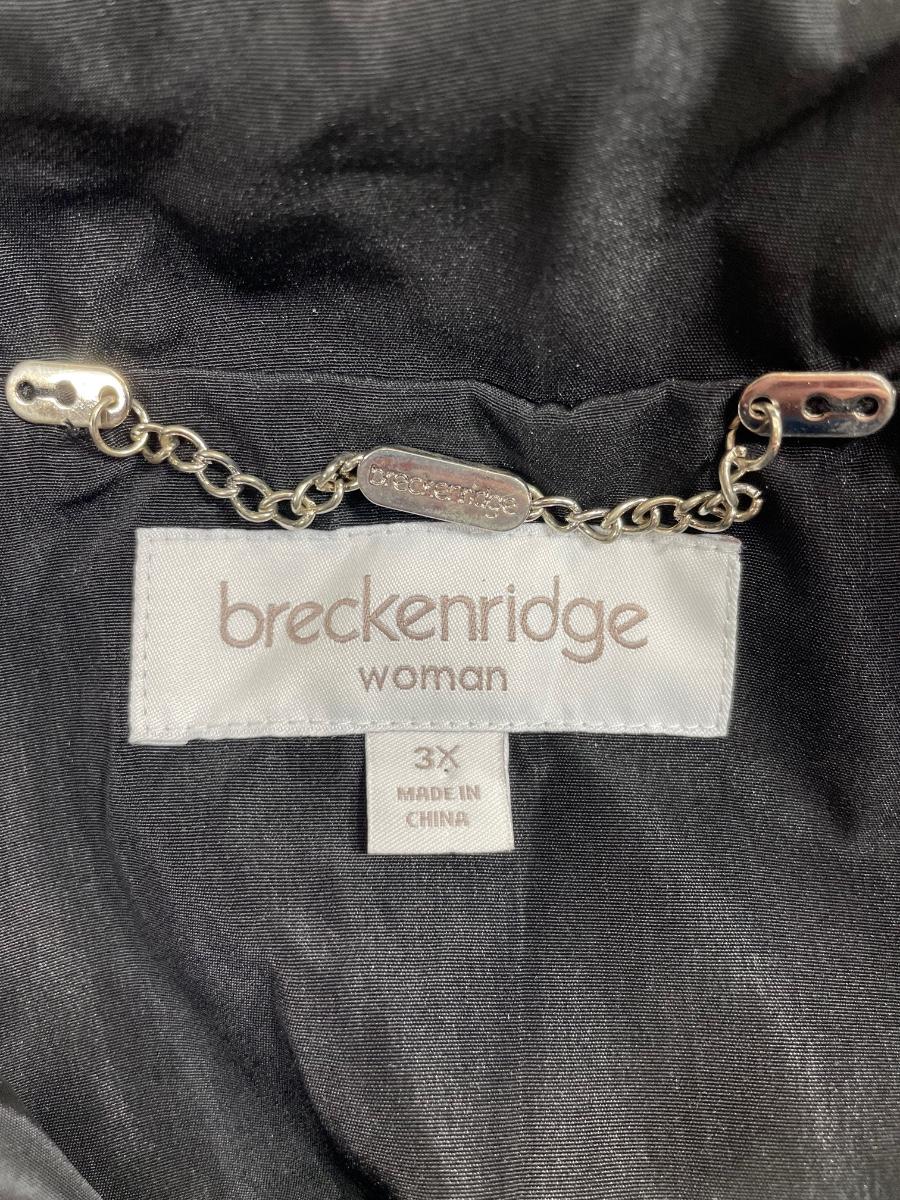 breckenridge
breckenridge
woman
3X
MADE IN
CHINA